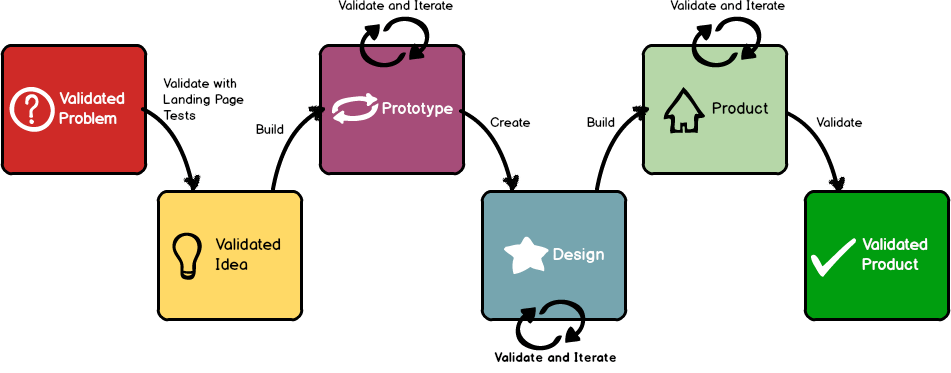 Validate and Iterate
Validate and Iterate
Validated
Problem
Validate with
Landing Page
Tests
Build
Prototype
Create
Build
Product
Validate
Validated
Idea
Design
Validated
Product
Validate and Iterate